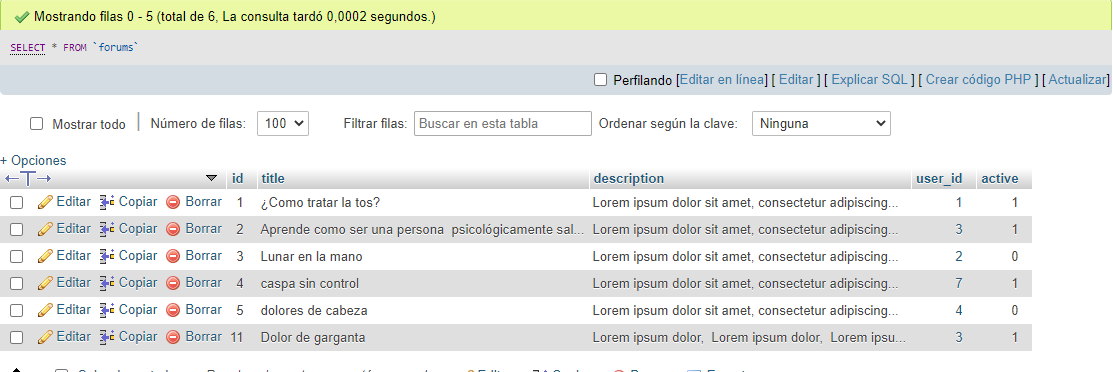 Mostrando filas 0 - 5 (total de 6, La consulta tardó 0,0002 segundos.)
SELECT * FROM `forums`
Perfilando [Editar en línea] [ Editar ] [ Explicar SQL ] [ Crear código PHP ] [ Actualizar]
Mostrar todo | Número de filas: 100 Filtrar filas: Buscar en esta tabla Ordenar según la clave: Ninguna
+ Opciones
←T→ id title description user_id active
Editar Copiar Borrar 1 ¿Como tratar la tos? Lorem ipsum dolor sit amet, consectetur adipiscing... 1 1
Editar Copiar Borrar 2 Aprende como ser una persona  psicológicamente sal... Lorem ipsum dolor sit amet, consectetur adipiscing... 3 1
Editar Copiar Borrar 3 Lunar en la mano Lorem ipsum dolor sit amet, consectetur adipiscing... 2 0
Editar Copiar Borrar 4 caspa sin control Lorem ipsum dolor sit amet, consectetur adipiscing... 7 1
Editar Copiar Borrar 5 dolores de cabeza Lorem ipsum dolor sit amet, consectetur adipiscing... 4 0
Editar Copiar Borrar 11 Dolor de garganta Lorem ipsum dolor,  Lorem ipsum dolor,  Lorem ipsu... 3 1